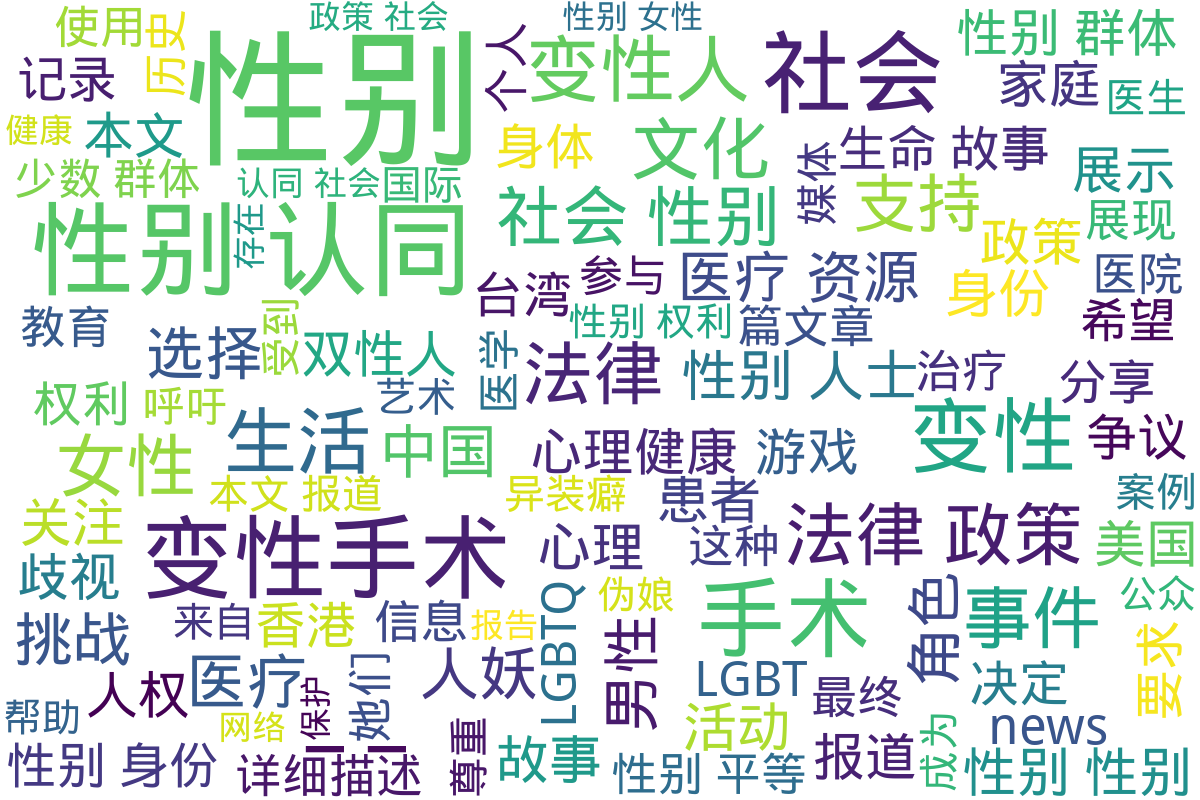 政策 社会
性别 女性
使用
历史
性别
个人
变性人
社会
性别 群体
记录
家庭
医生
健康
本文
身体
文化
生命 故事
展示
少数 群体
认同 社会
国际
媒体
支持
展现
性别认同
存在
社会 性别
政策
台湾
参与
医疗 资源
身份
医院
希望
教育
选择
受到
双性人
性别 权利
篇文章
医学
法律
性别 人士
治疗
分享
权利
呼吁
艺术
变性
争议
女性
生活
中国
心理健康
游戏
本文 报道
异装癖
患者
案例
关注
变性手术
心理
这种
法律 政策
美国
歧视
LGBTQ
伪娘
手术
角色
事件
公众
挑战
来自
香港
信息
报告
男性
要求
人权
医疗
保护
她们
人妖
LGBT
最终
决定
帮助
网络
尊重
活动
成为
news
性别 身份
详细描述
故事
性别 平等
报道
性别 性别